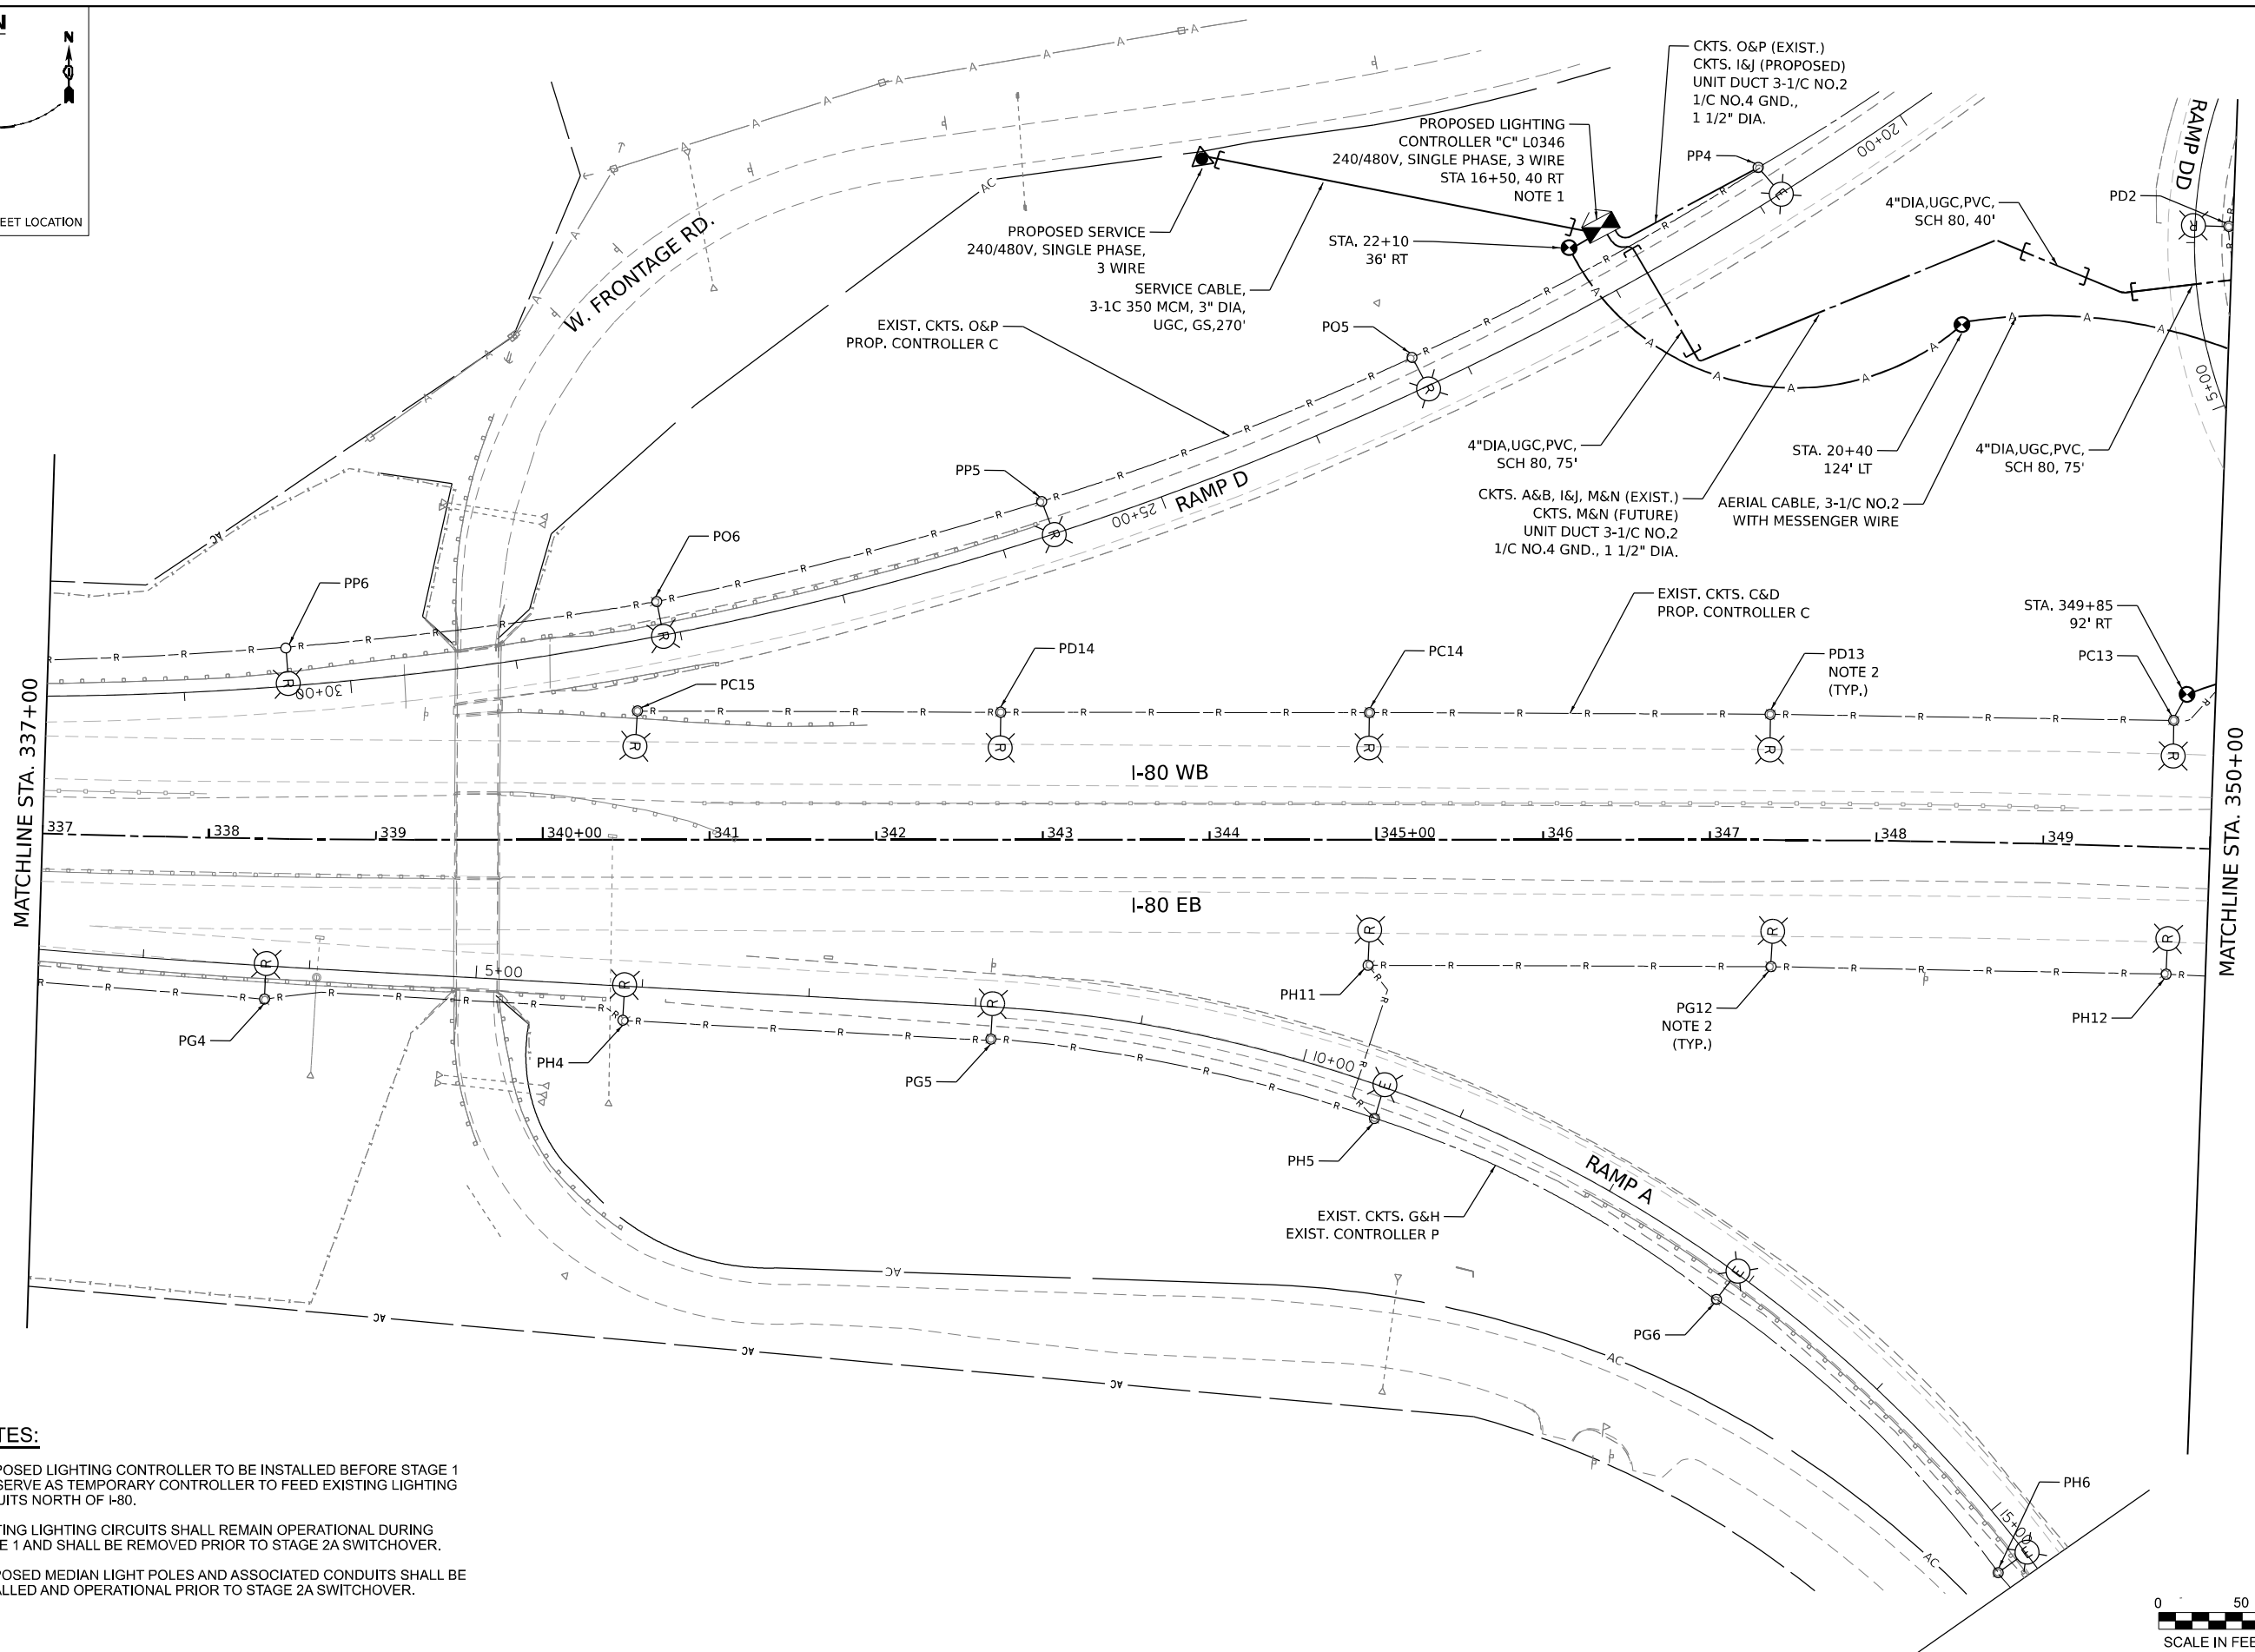 N
EET LOCATION
CKTS. O&P (EXIST.)
CKTS. I&J (PROPOSED)
UNIT DUCT 3-1/C NO.2
1/C NO.4 GND.,
1 1/2" DIA.
PROPOSED LIGHTING
CONTROLLER "C" L0346
240/480V, SINGLE PHASE, 3 WIRE
STA 16+50, 40 RT
NOTE 1
PP4
20+00
RAMP DD
PD2
4"DIA,UGC,PVC,
SCH 80, 40'
PROPOSED SERVICE
240/480V, SINGLE PHASE,
3 WIRE
STA. 22+10
36' RT
SERVICE CABLE,
3-1C 350 MCM, 3" DIA,
UGC, GS,270'
W. FRONTAGE RD.
EXIST. CKTS. O&P
PROP. CONTROLLER C
PO5
5+00
4"DIA,UGC,PVC,
SCH 80, 75'
STA. 20+40
124' LT
4"DIA,UGC,PVC,
SCH 80, 75'
PP5
RAMP D
25+00
CKTS. A&B, I&J, M&N (EXIST.)
CKTS. M&N (FUTURE)
UNIT DUCT 3-1/C NO.2
1/C NO.4 GND., 1 1/2" DIA.
AERIAL CABLE, 3-1/C NO.2
WITH MESSENGER WIRE
PO6
PP6
EXIST. CKTS. C&D
PROP. CONTROLLER C
STA. 349+85
92' RT
PD14
PC14
PD13
NOTE 2
(TYP.)
PC13
PC15
30+00
MATCHLINE STA. 337+00
I-80 WB
MATCHLINE STA. 350+00
337
338
339
340+00
341
342
343
344
345+00
346
347
348
349
I-80 EB
5+00
PG4
PH4
PG5
PH11
PG12
NOTE 2
(TYP.)
PH12
10+00
PH5
RAMP A
EXIST. CKTS. G&H
EXIST. CONTROLLER P
PG6
PH6
15+00
AC
AC
AC
AC
AC
AC
AC
AC
TES:
POSED LIGHTING CONTROLLER TO BE INSTALLED BEFORE STAGE 1
SERVE AS TEMPORARY CONTROLLER TO FEED EXISTING LIGHTING
UITS NORTH OF I-80.
TING LIGHTING CIRCUITS SHALL REMAIN OPERATIONAL DURING
E 1 AND SHALL BE REMOVED PRIOR TO STAGE 2A SWITCHOVER.
POSED MEDIAN LIGHT POLES AND ASSOCIATED CONDUITS SHALL BE
ALLED AND OPERATIONAL PRIOR TO STAGE 2A SWITCHOVER.
0 50
SCALE IN FEE